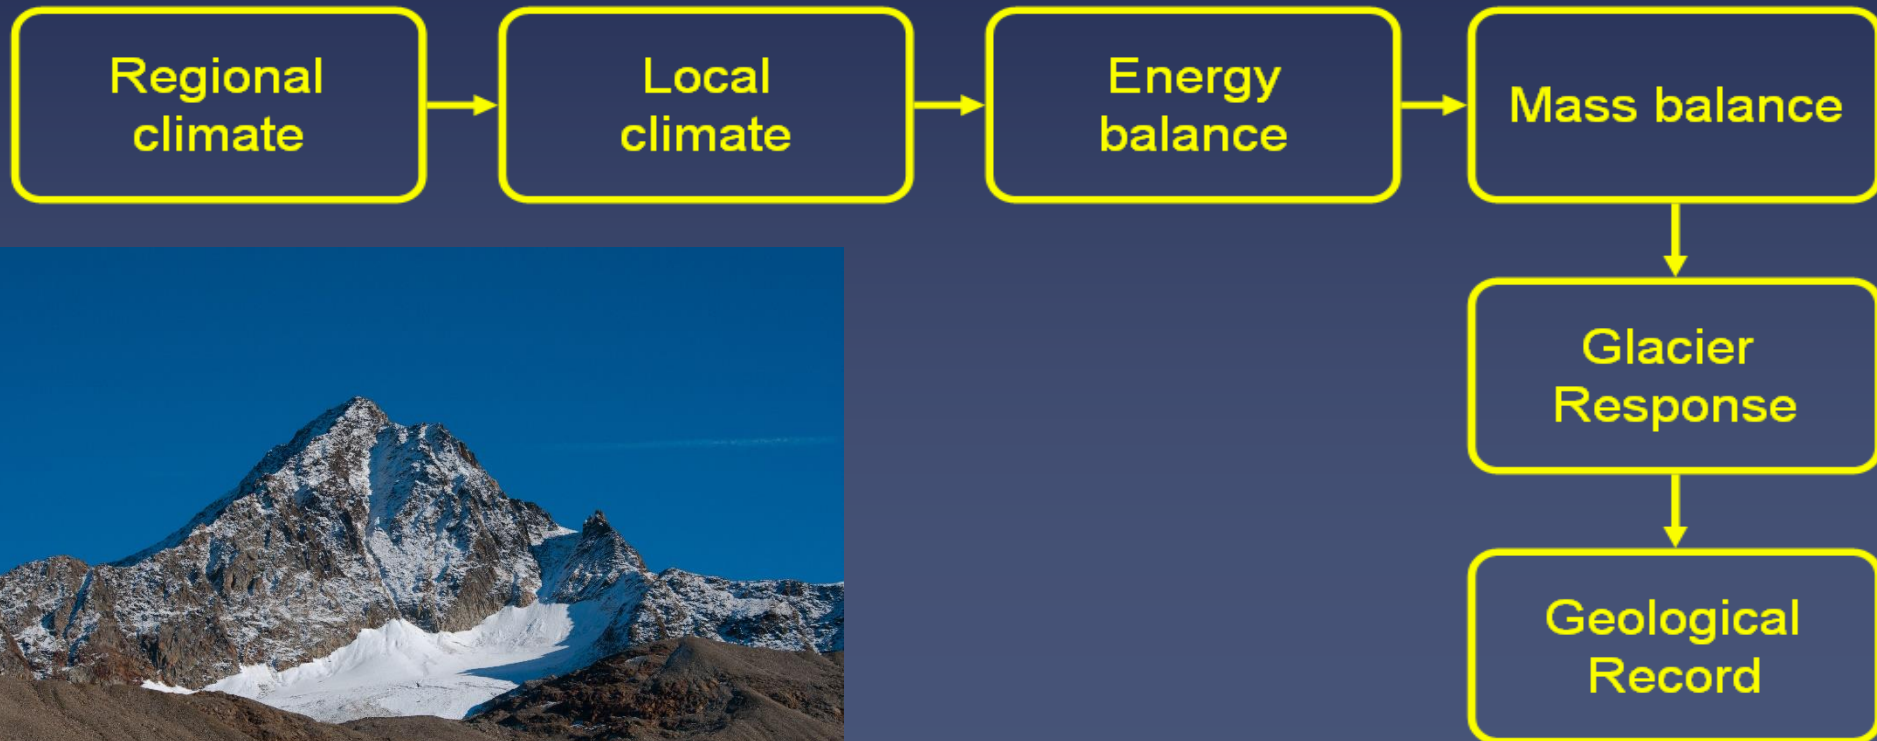 Regional
climate
Local
climate
Energy
balance
Mass balance
Glacier
Response
Geological
Record